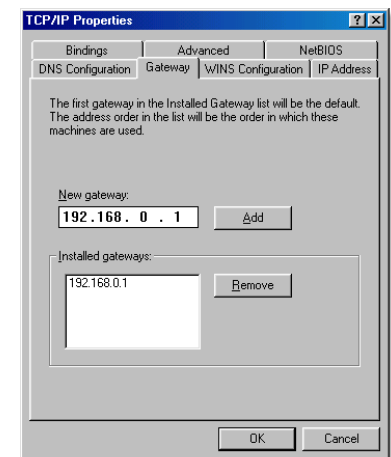 TCP/IP Properties
Bindings Advanced NetBIOS
DNS Configuration Gateway WINS Configuration IP Address
The first gateway in the Installed Gateway list will be the default.
The address order in the list will be the order in which these
machines are used.
New gateway:
192.168. 0 . 1 Add
Installed gateways:
192.168.0.1 Remove
OK Cancel